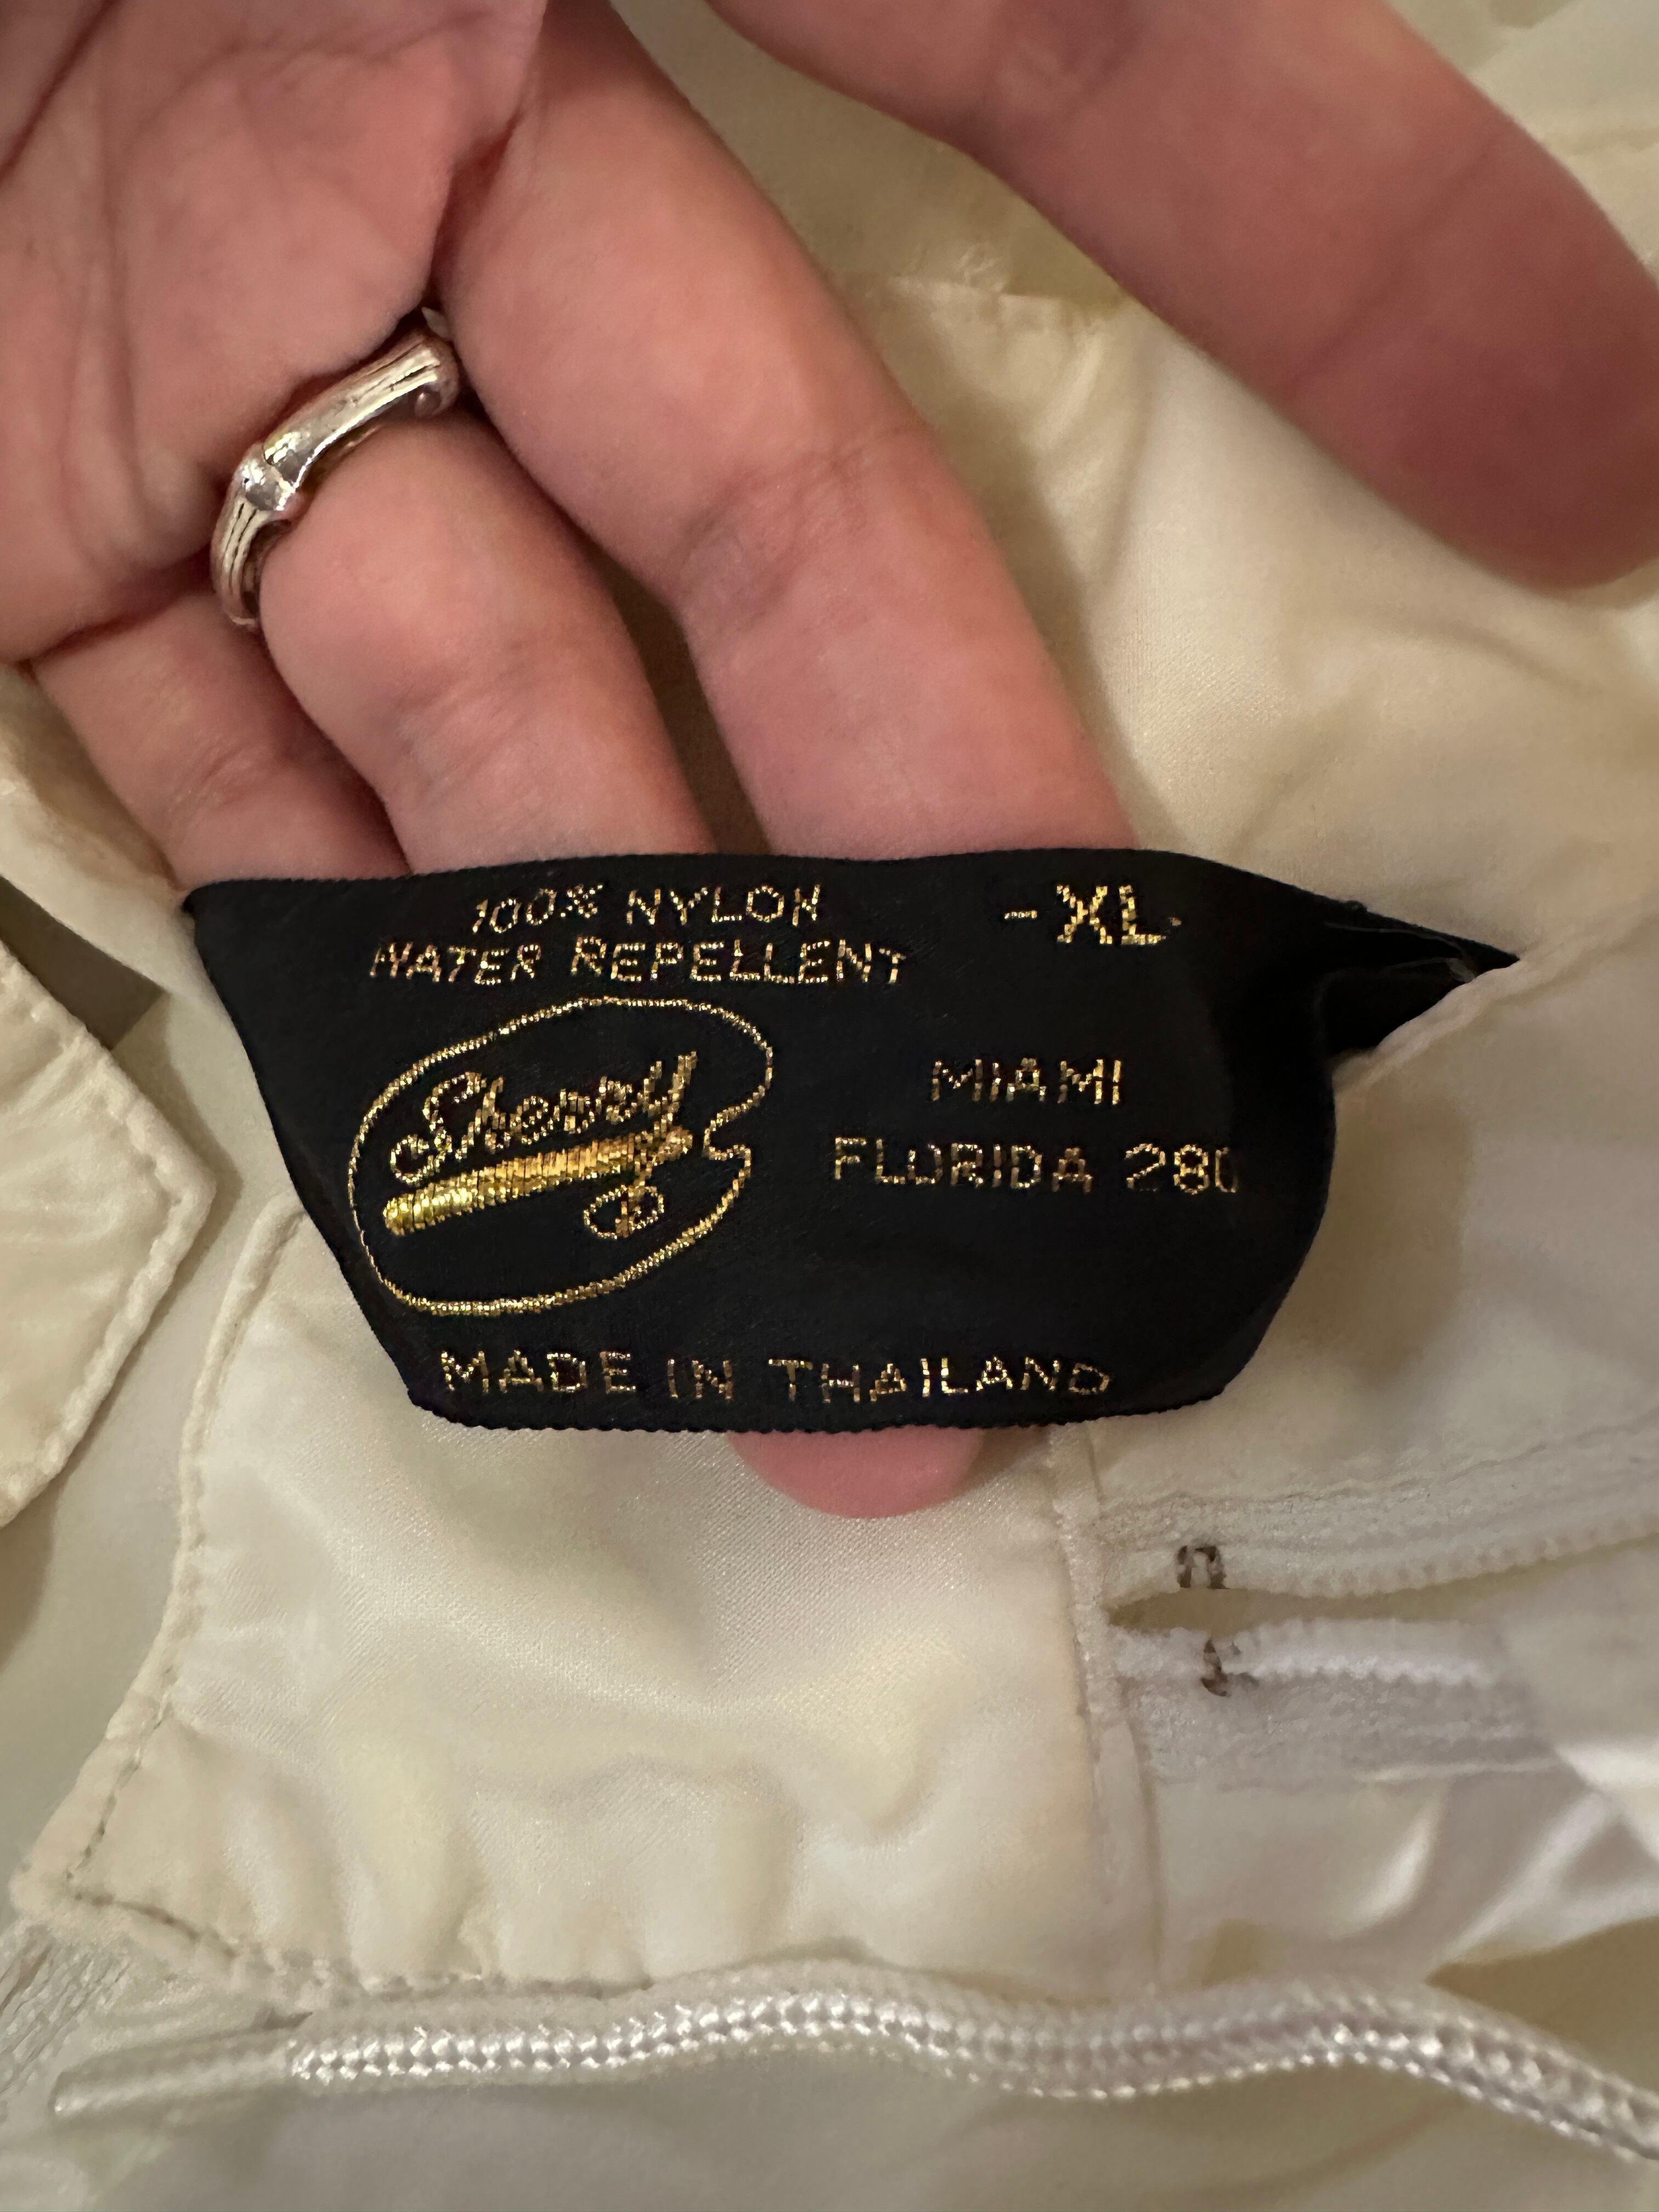 100% NYLON
WATER REPELLENT
-XL
Sherry
MIAMI
FLORIDA 280
MADE IN THAILAND